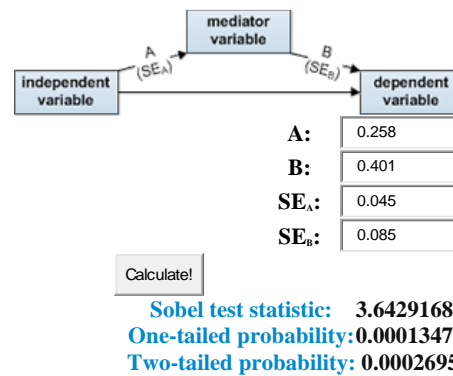 mediator
variable
A
(SEA)
B
(SEB)
independent
variable
dependent
variable
A: 0.258
B: 0.401
SEA: 0.045
SEB: 0.085
Calculate!
Sobel test statistic: 3.6429168
One-tailed probability: 0.0001347
Two-tailed probability: 0.0002695